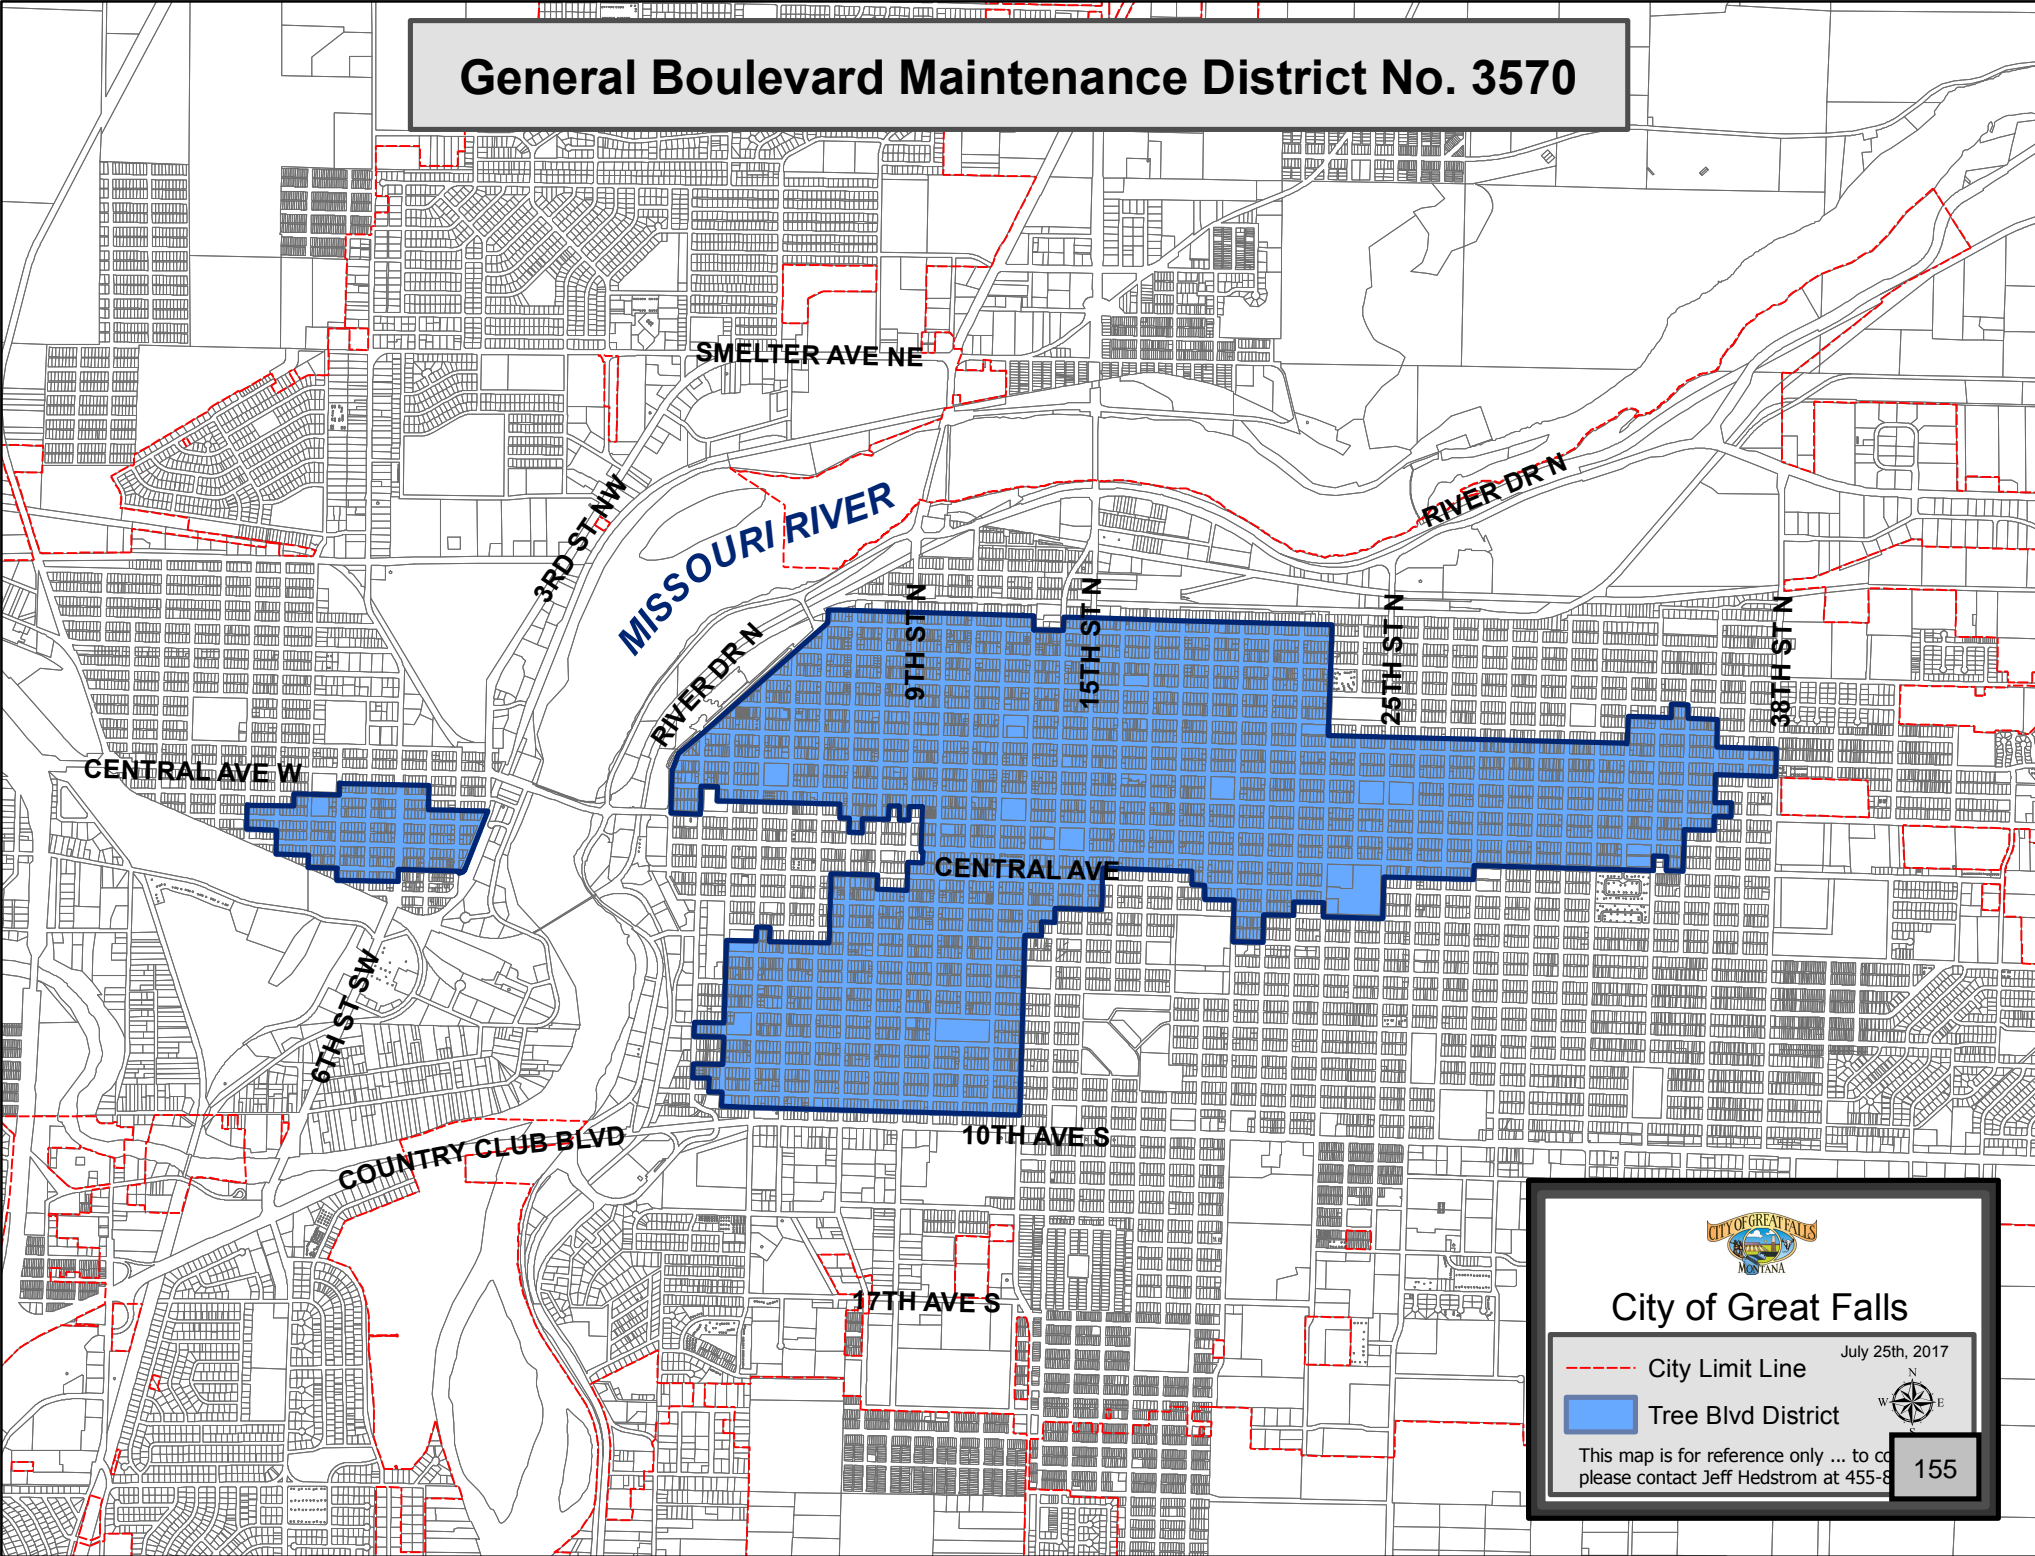 General Boulevard Maintenance District No. 3570
SMELTER AVE NE
3RD ST NW
MISSOURI RIVER
RIVER DR N
RIVER DR N
9TH ST N
15TH ST N
25TH ST N
38TH ST N
CENTRAL AVE W
CENTRAL AVE
6TH ST SW
COUNTRY CLUB BLVD
10TH AVE S
17TH AVE S
CITY OF GREAT FALLS
MONTANA
City of Great Falls
July 25th, 2017
City Limit Line
N
W E
S
Tree Blvd District
This map is for reference only ... to co
please contact Jeff Hedstrom at 455-8
155